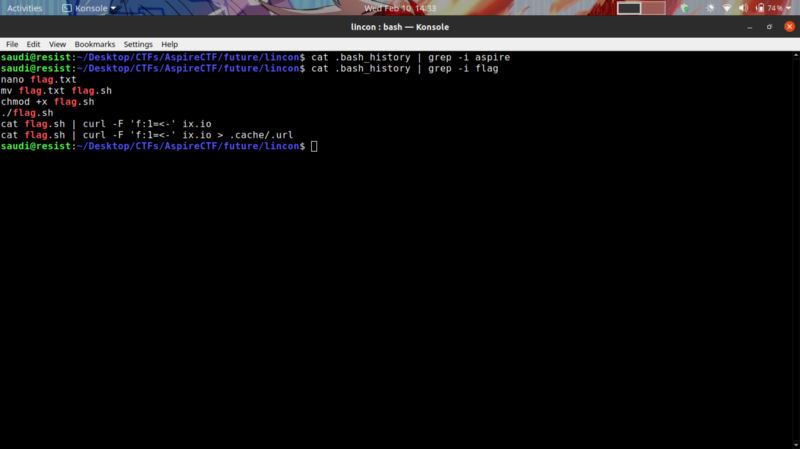 Activities Konsole Wed Feb 10, 14:33 74%
lincon : bash — Konsole
File Edit View Bookmarks Settings Help
saudi@resist:~/Desktop/CTFs/AspireCTF/future/lincon$ cat .bash_history | grep -i aspire
saudi@resist:~/Desktop/CTFs/AspireCTF/future/lincon$ cat .bash_history | grep -i flag
nano flag.txt
mv flag.txt flag.sh
chmod +x flag.sh
./flag.sh
cat flag.sh | curl -F 'f:1=<-' ix.io
cat flag.sh | curl -F 'f:1=<-' ix.io > .cache/.url
saudi@resist:~/Desktop/CTFs/AspireCTF/future/lincon$